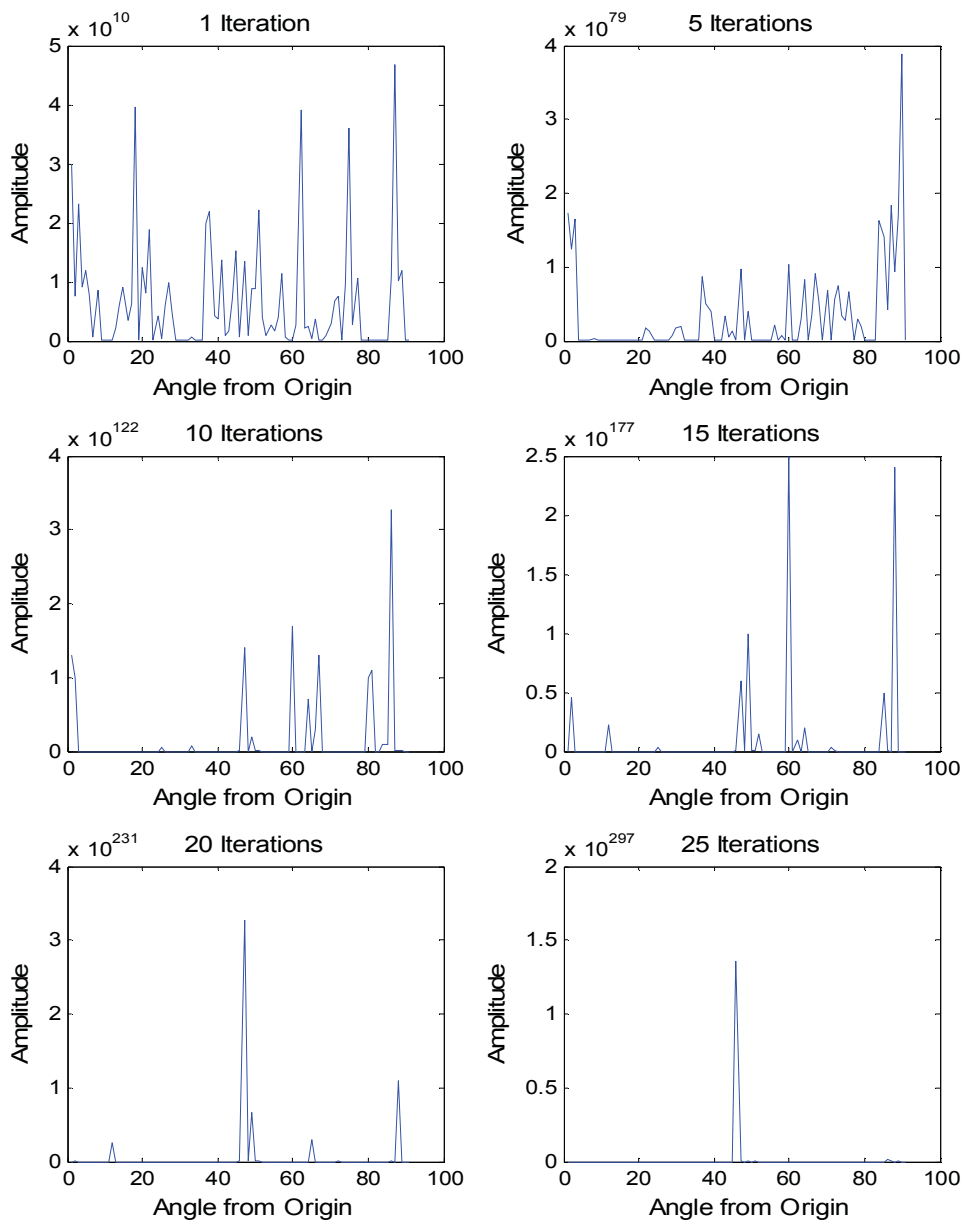 1 Iteration
x 10^10
5
4
3
2
1
0
0 20 40 60 80 100
Amplitude
Angle from Origin
5 Iterations
x 10^79
4
3
2
1
0
0 20 40 60 80 100
Amplitude
Angle from Origin
10 Iterations
x 10^122
4
3
2
1
0
0 20 40 60 80 100
Amplitude
Angle from Origin
15 Iterations
x 10^177
2.5
2
1.5
1
0.5
0
0 20 40 60 80 100
Amplitude
Angle from Origin
20 Iterations
x 10^231
4
3
2
1
0
0 20 40 60 80 100
Amplitude
Angle from Origin
25 Iterations
x 10^297
2
1.5
1
0.5
0
0 20 40 60 80 100
Amplitude
Angle from Origin